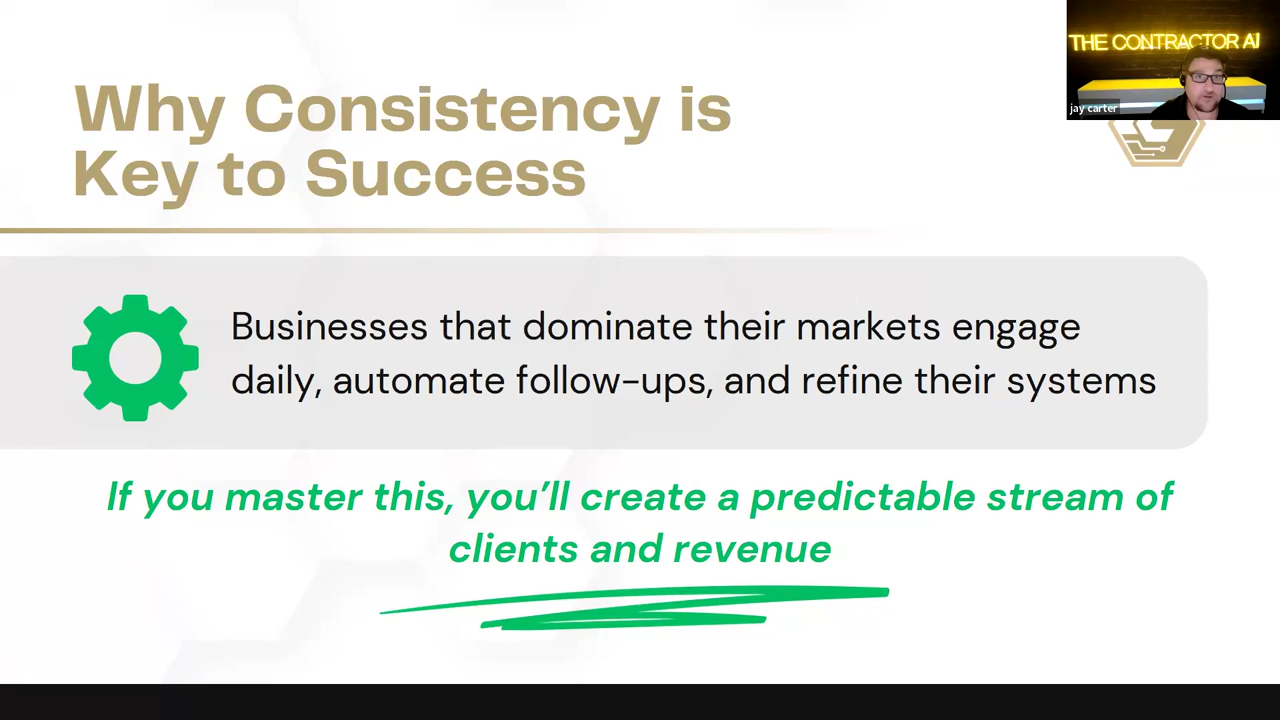 THE CONTRACTOR AI
jay carter
Why Consistency is
Key to Success
Businesses that dominate their markets engage
daily, automate follow-ups, and refine their systems
If you master this, you’ll create a predictable stream of
clients and revenue